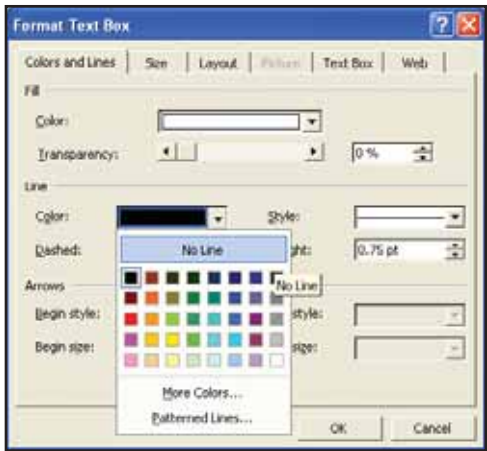 Format Text Box
Colors and Lines Size Layout Picture Text Box Web
Fill
Color:
Transparency: 0 %
Line
Color: Style:
Dashed: No Line ght: 0.75 pt
No Line
Arrows
Begin style: style:
Begin size: size:
More Colors...
Patterned Lines...
OK Cancel